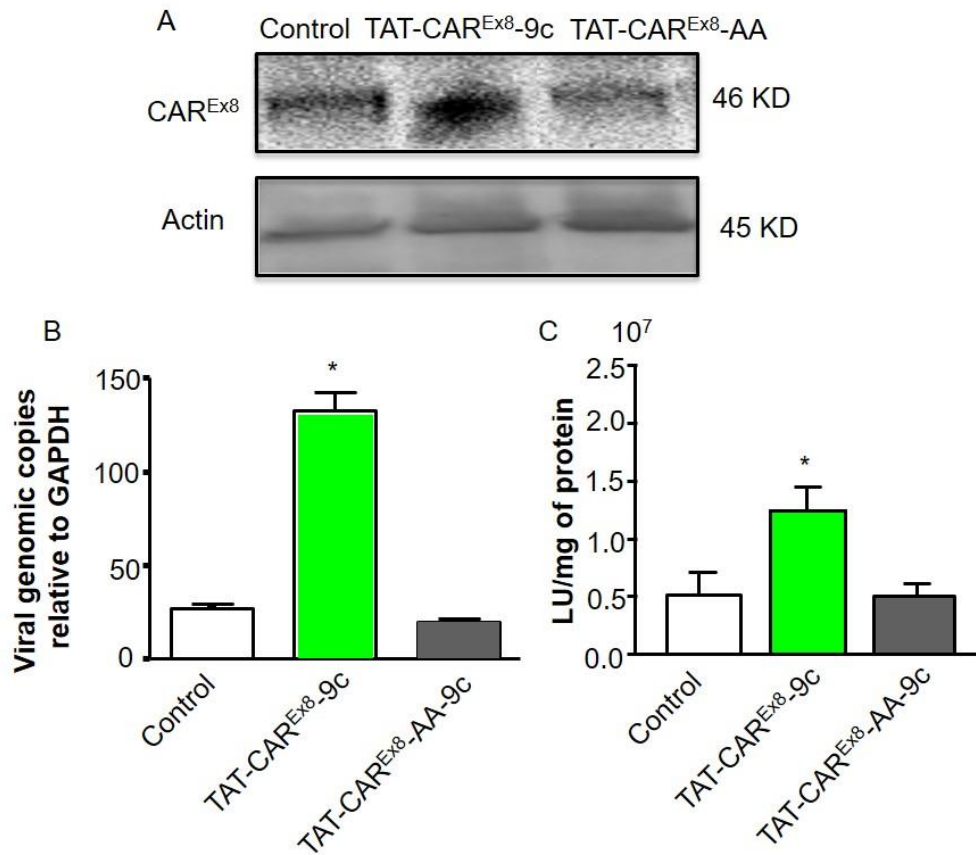 A
Control TAT-CARᴱˣ⁸-9c TAT-CARᴱˣ⁸-AA
CARᴱˣ⁸
46 KD
Actin
45 KD
B
Viral genomic copies
relative to GAPDH
150
100
50
0
*
Control
TAT-CARᴱˣ⁸-9c
TAT-CARᴱˣ⁸-AA-9c
C
10⁷
LU/mg of protein
2.5
2.0
1.5
1.0
0.5
0.0
*
Control
TAT-CARᴱˣ⁸-9c
TAT-CARᴱˣ⁸-AA-9c